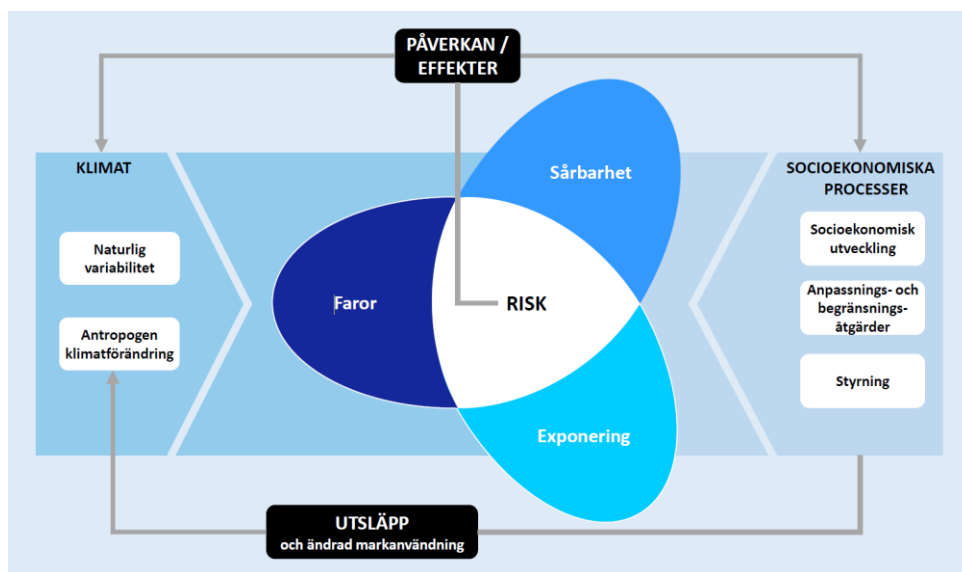 PÅVERKAN /
EFFEKTER
KLIMAT
Naturlig
variabilitet
Antropogen
klimatförändring
Faror
Sårbarhet
RISK
Exponering
SOCIOEKONOMISKA
PROCESSER
Socioekonomisk
utveckling
Anpassnings- och
begränsnings-
åtgärder
Styrning
UTSLÄPP
och ändrad markanvändning